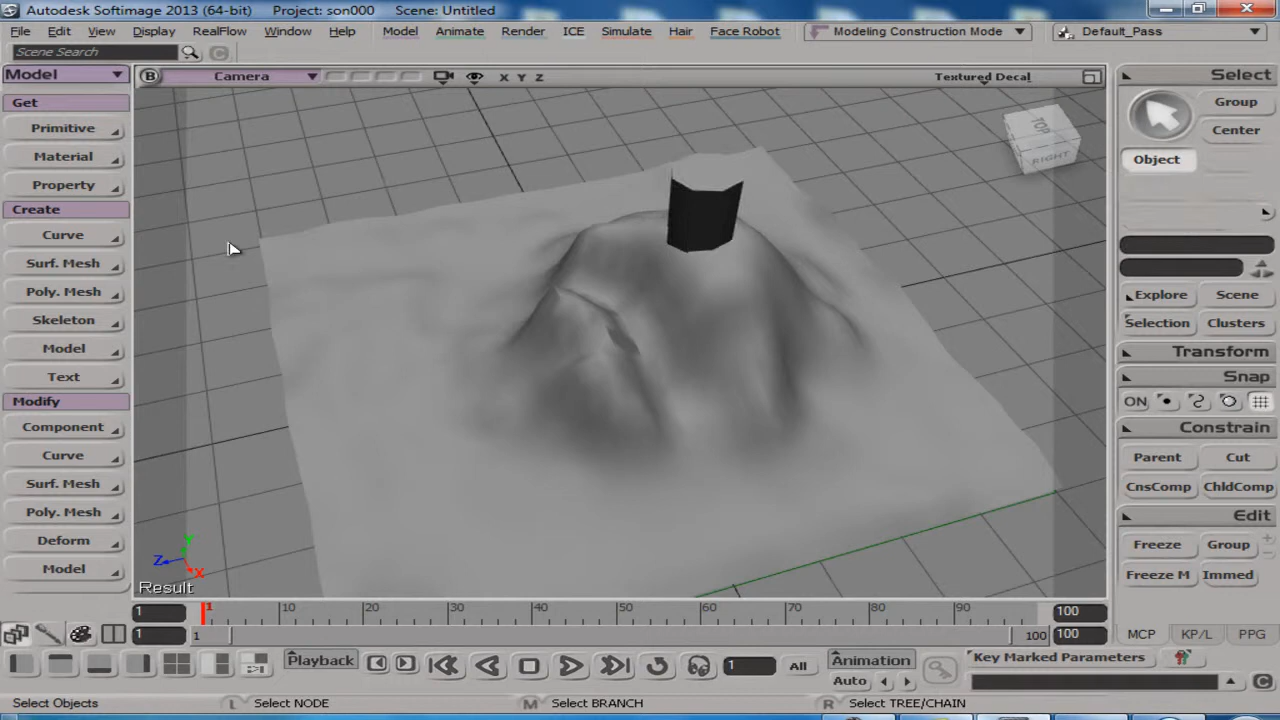 Autodesk Softimage 2013 (64-bit) Project: son000 Scene: Untitled
File Edit View Display RealFlow Window Help Model Animate Render ICE Simulate Hair Face Robot Modeling Construction Mode Default_Pass
Scene Search
Model
B Camera X Y Z Textured Decal
Select
Get
Primitive
Material
Property
Create
Curve
Surf. Mesh
Poly. Mesh
Skeleton
Model
Text
Modify
Component
Curve
Surf. Mesh
Poly. Mesh
Deform
Model
TOP
RIGHT
Y
Z
X
Result
Group
Center
Object
Explore Scene
Selection Clusters
Transform
Snap
ON
Constrain
Parent Cut
CnsComp ChldComp
Edit
Freeze Group
Freeze M Immed
MCP KP/L PPG
1 1 10 20 30 40 50 60 70 80 90 100
1 1 100 100
Playback 1 All Animation
Auto
Key Marked Parameters
Select Objects L Select NODE M Select BRANCH R Select TREE/CHAIN